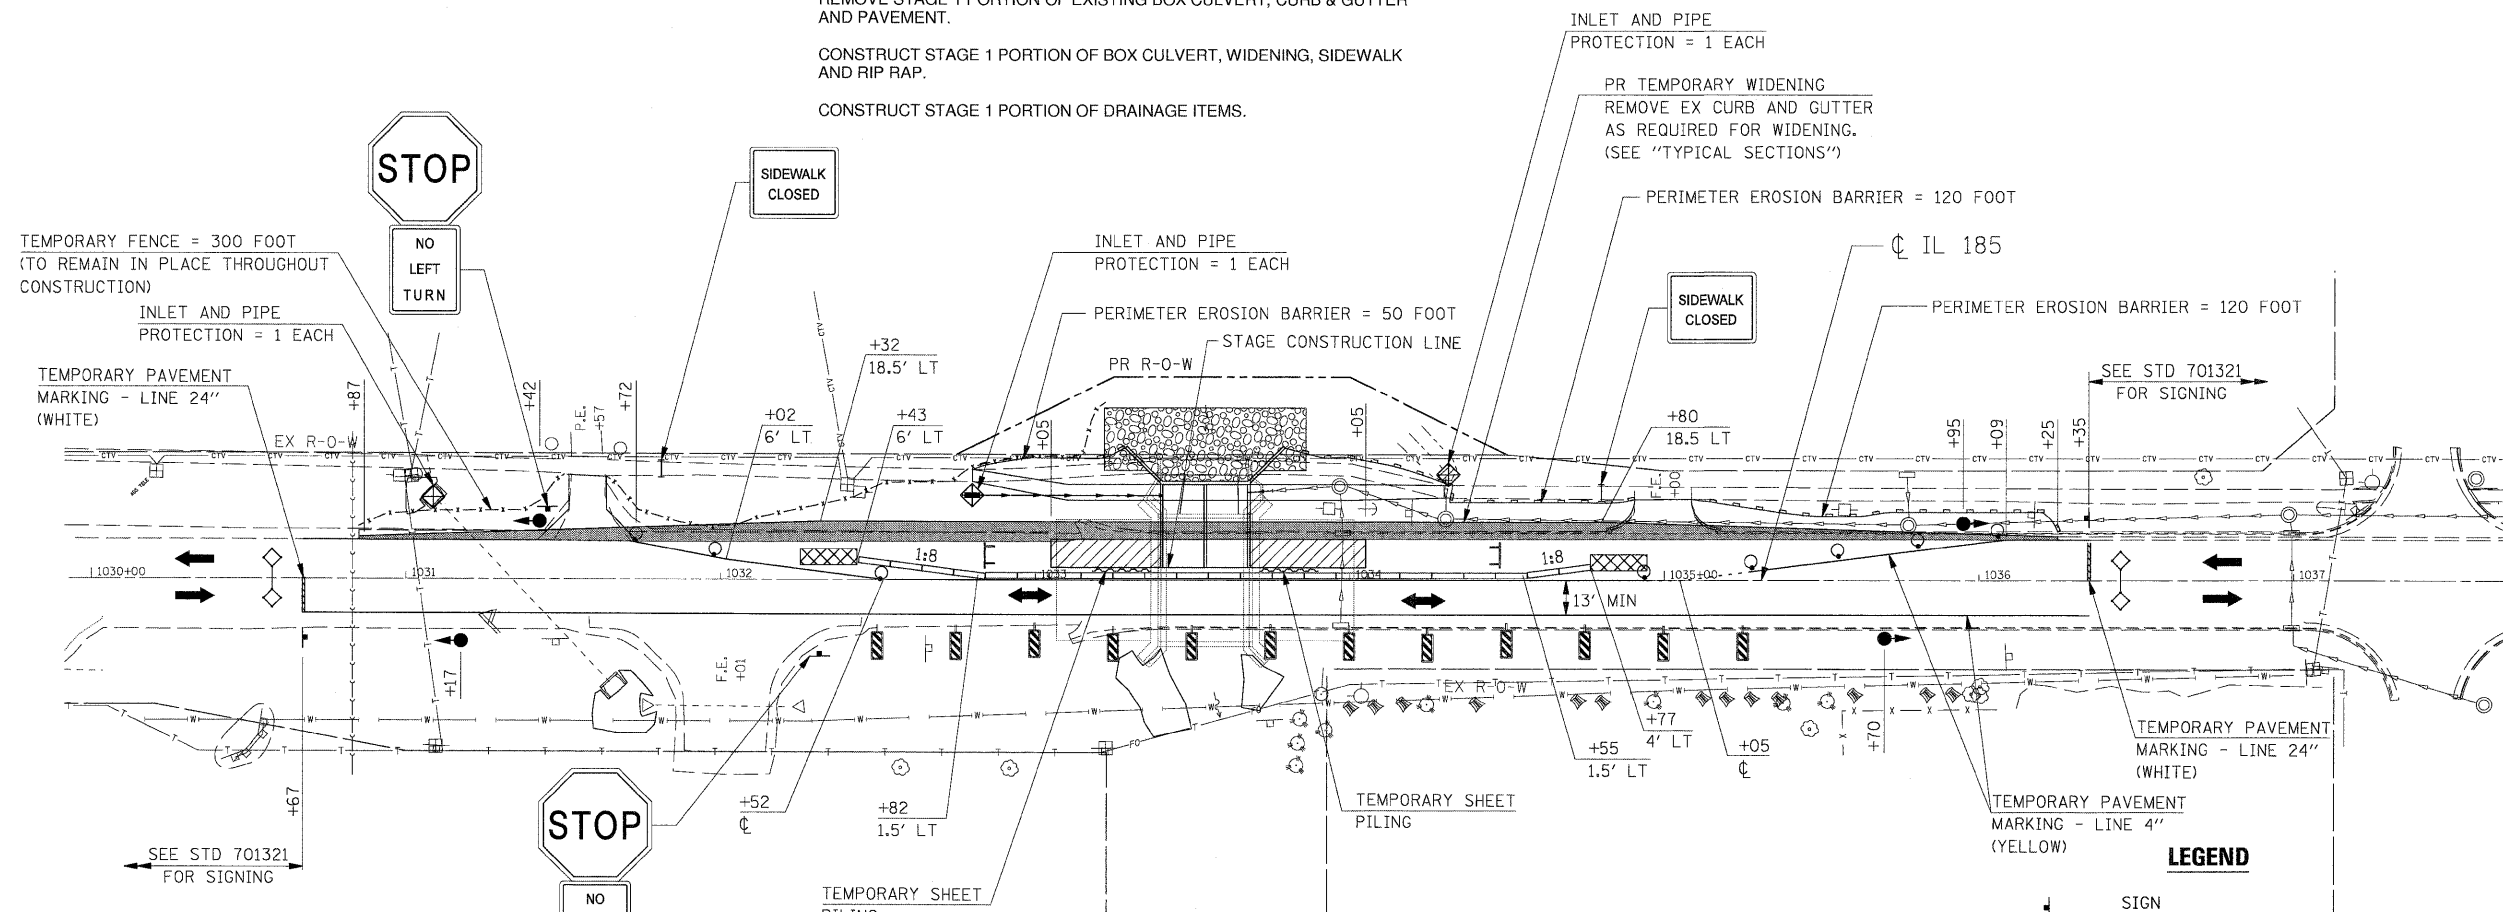 REMOVE STAGE 1 PORTION OF EXISTING BOX CULVERT, CURB & GUTTER
AND PAVEMENT.
CONSTRUCT STAGE 1 PORTION OF BOX CULVERT, WIDENING, SIDEWALK
AND RIP RAP.
CONSTRUCT STAGE 1 PORTION OF DRAINAGE ITEMS.
INLET AND PIPE
PROTECTION = 1 EACH
PR TEMPORARY WIDENING
REMOVE EX CURB AND GUTTER
AS REQUIRED FOR WIDENING.
(SEE "TYPICAL SECTIONS")
STOP
NO
LEFT
TURN
SIDEWALK
CLOSED
PERIMETER EROSION BARRIER = 120 FOOT
TEMPORARY FENCE = 300 FOOT
(TO REMAIN IN PLACE THROUGHOUT
CONSTRUCTION)
INLET AND PIPE
PROTECTION = 1 EACH
INLET AND PIPE
PROTECTION = 1 EACH
℄ IL 185
PERIMETER EROSION BARRIER = 50 FOOT
SIDEWALK
CLOSED
PERIMETER EROSION BARRIER = 120 FOOT
STAGE CONSTRUCTION LINE
PR R-O-W
TEMPORARY PAVEMENT
MARKING - LINE 24"
(WHITE)
SEE STD 701321
FOR SIGNING
+87
+42
P.E.
+57
+72
+32
18.5' LT
+02
6' LT
+43
6' LT
+05
+05
+80
18.5 LT
F.E.
+00
+95
+09
+25
+35
EX R-O-W
CTV
1:8
1:8
1030+00
1031
1032
1033
1034
1035+00
1036
1037
13' MIN
+17
F.E.
+01
EX R-O-W
+67
+52
℄
+82
1.5' LT
+55
1.5' LT
+77
4' LT
+05
℄
+70
TEMPORARY PAVEMENT
MARKING - LINE 24"
(WHITE)
TEMPORARY SHEET
PILING
TEMPORARY PAVEMENT
MARKING - LINE 4"
(YELLOW)
STOP
NO
SEE STD 701321
FOR SIGNING
TEMPORARY SHEET
PILING
LEGEND
SIGN